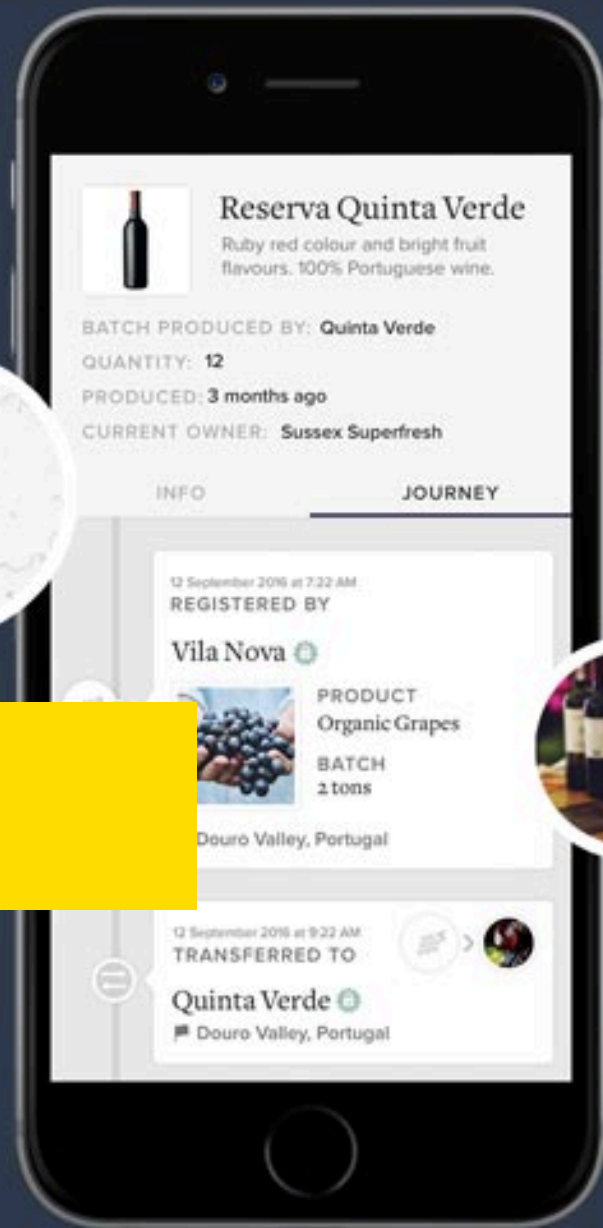 Reserva Quinta Verde
Ruby red colour and bright fruit
flavours. 100% Portuguese wine.
BATCH PRODUCED BY: Quinta Verde
QUANTITY: 12
PRODUCED: 3 months ago
CURRENT OWNER: Sussex Superfresh
INFO JOURNEY
12 September 2016 at 7:22 AM
REGISTERED BY
Vila Nova
PRODUCT
Organic Grapes
BATCH
2 tons
Douro Valley, Portugal
12 September 2016 at 9:22 AM
TRANSFERRED TO
Quinta Verde
Douro Valley, Portugal